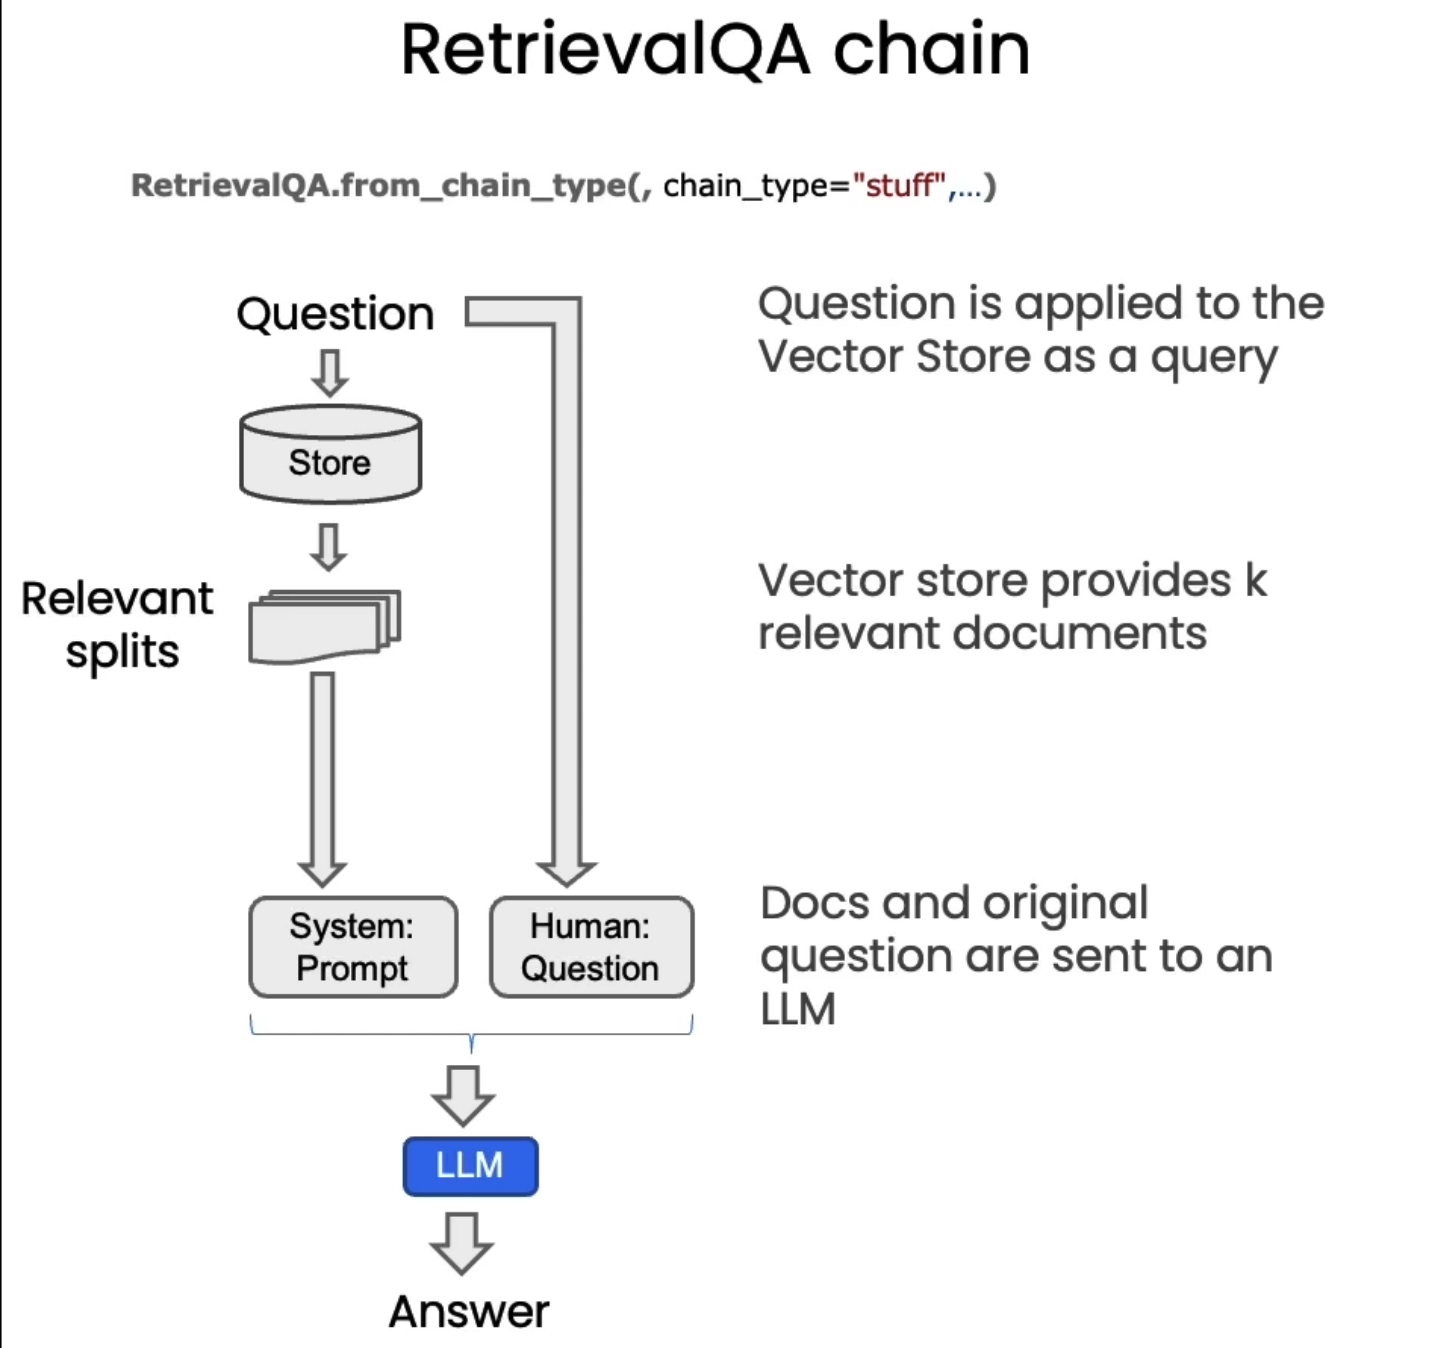 RetrievalQA chain
RetrievalQA.from_chain_type(, chain_type="stuff",...)
Question
Question is applied to the
Vector Store as a query
Store
Relevant
splits
Vector store provides k
relevant documents
System:
Prompt
Human:
Question
Docs and original
question are sent to an
LLM
LLM
Answer